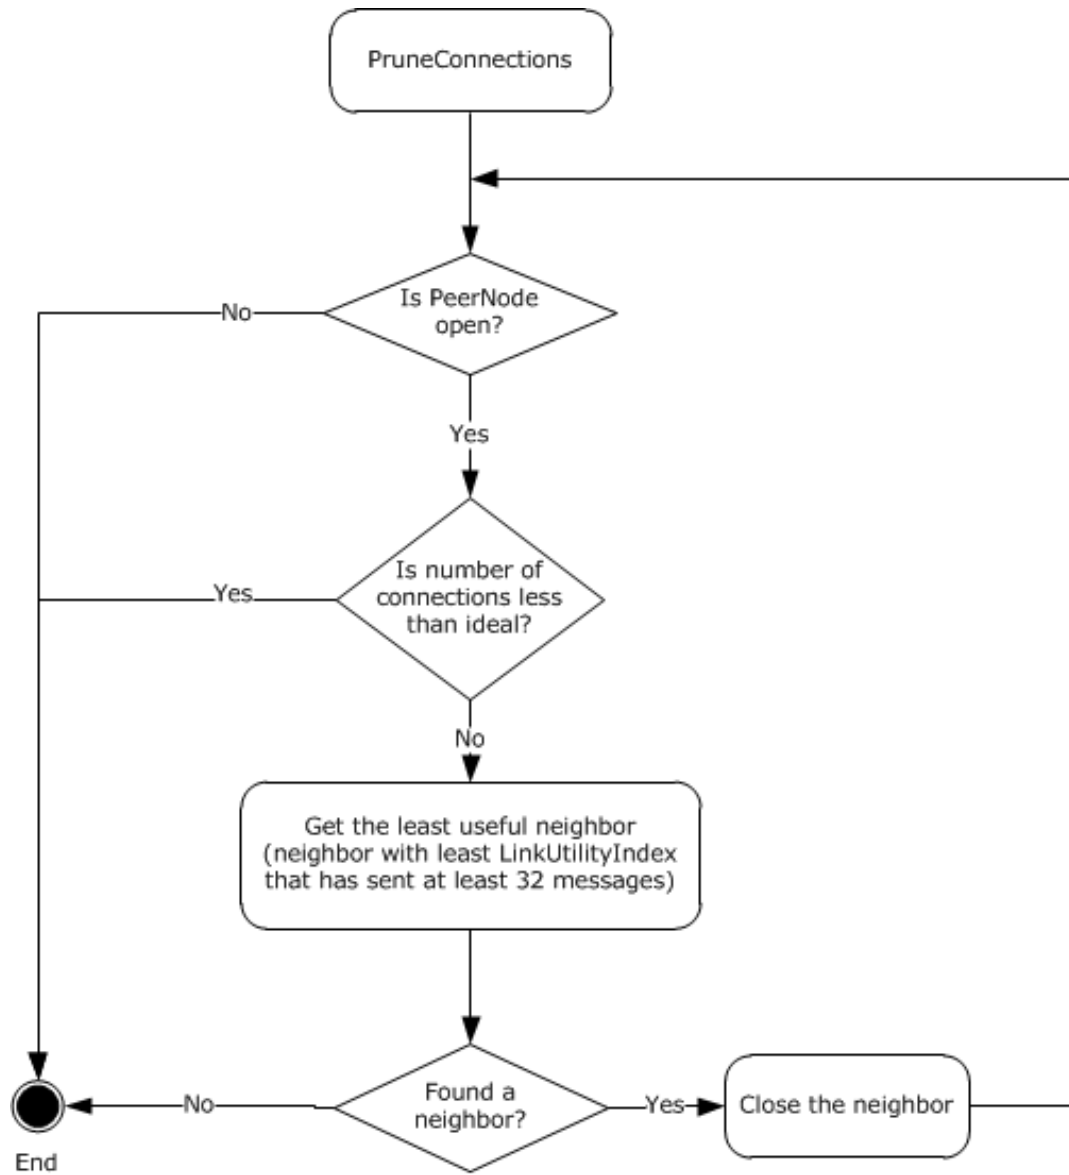 PruneConnections
Is PeerNode
open?
No
Yes
Is number of
connections less
than ideal?
Yes
No
Get the least useful neighbor
(neighbor with least LinkUtilityIndex
that has sent at least 32 messages)
Found a
neighbor?
No
Yes
Close the neighbor
End